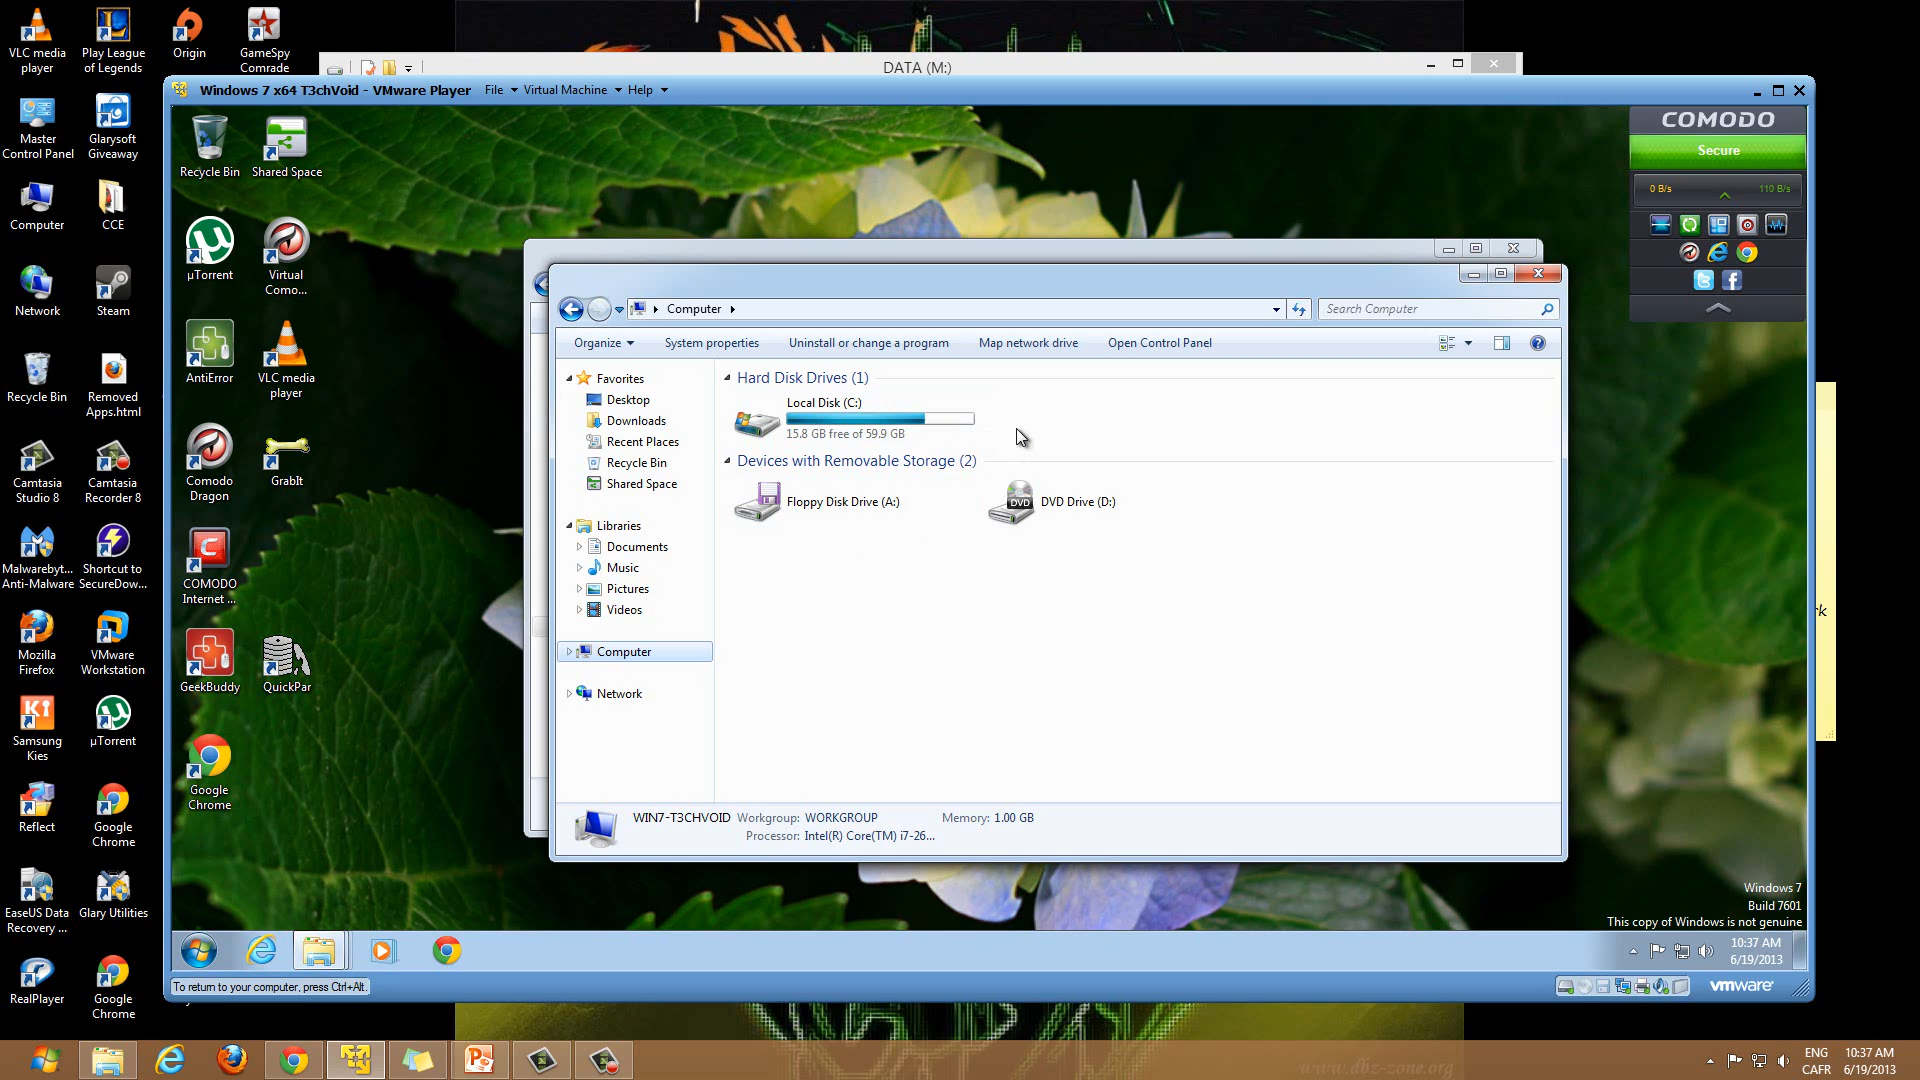 VLC media player
Play League of Legends
Origin
GameSpy Comrade
Master Control Panel
Glarysoft Giveaway
Computer
CCE
Network
Steam
Recycle Bin
Removed Apps.html
Camtasia Studio 8
Camtasia Recorder 8
Malwarebyt... Anti-Malware
Shortcut to SecureDow...
Mozilla Firefox
VMware Workstation
Samsung Kies
µTorrent
Reflect
Google Chrome
EaseUS Data Recovery ...
Glary Utilities
RealPlayer
Google Chrome
DATA (M:)
Windows 7 x64 T3chVoid - VMware Player File Virtual Machine Help
Recycle Bin
Shared Space
µTorrent
Virtual Como...
AntiError
VLC media player
Comodo Dragon
GrabIt
COMODO Internet ...
GeekBuddy
QuickPar
Google Chrome
COMODO
Secure
0 B/s
110 B/s
Computer
Search Computer
Organize System properties Uninstall or change a program Map network drive Open Control Panel
Favorites
Desktop
Downloads
Recent Places
Recycle Bin
Shared Space
Libraries
Documents
Music
Pictures
Videos
Computer
Network
Hard Disk Drives (1)
Local Disk (C:)
15.8 GB free of 59.9 GB
Devices with Removable Storage (2)
Floppy Disk Drive (A:)
DVD
DVD Drive (D:)
WIN7-T3CHVOID Workgroup: WORKGROUP Memory: 1.00 GB
Processor: Intel(R) Core(TM) i7-26...
Windows 7
Build 7601
This copy of Windows is not genuine
10:37 AM
6/19/2013
To return to your computer, press Ctrl+Alt.
vmware
www.dbz-zone.org
ENG
CAFR
10:37 AM
6/19/2013